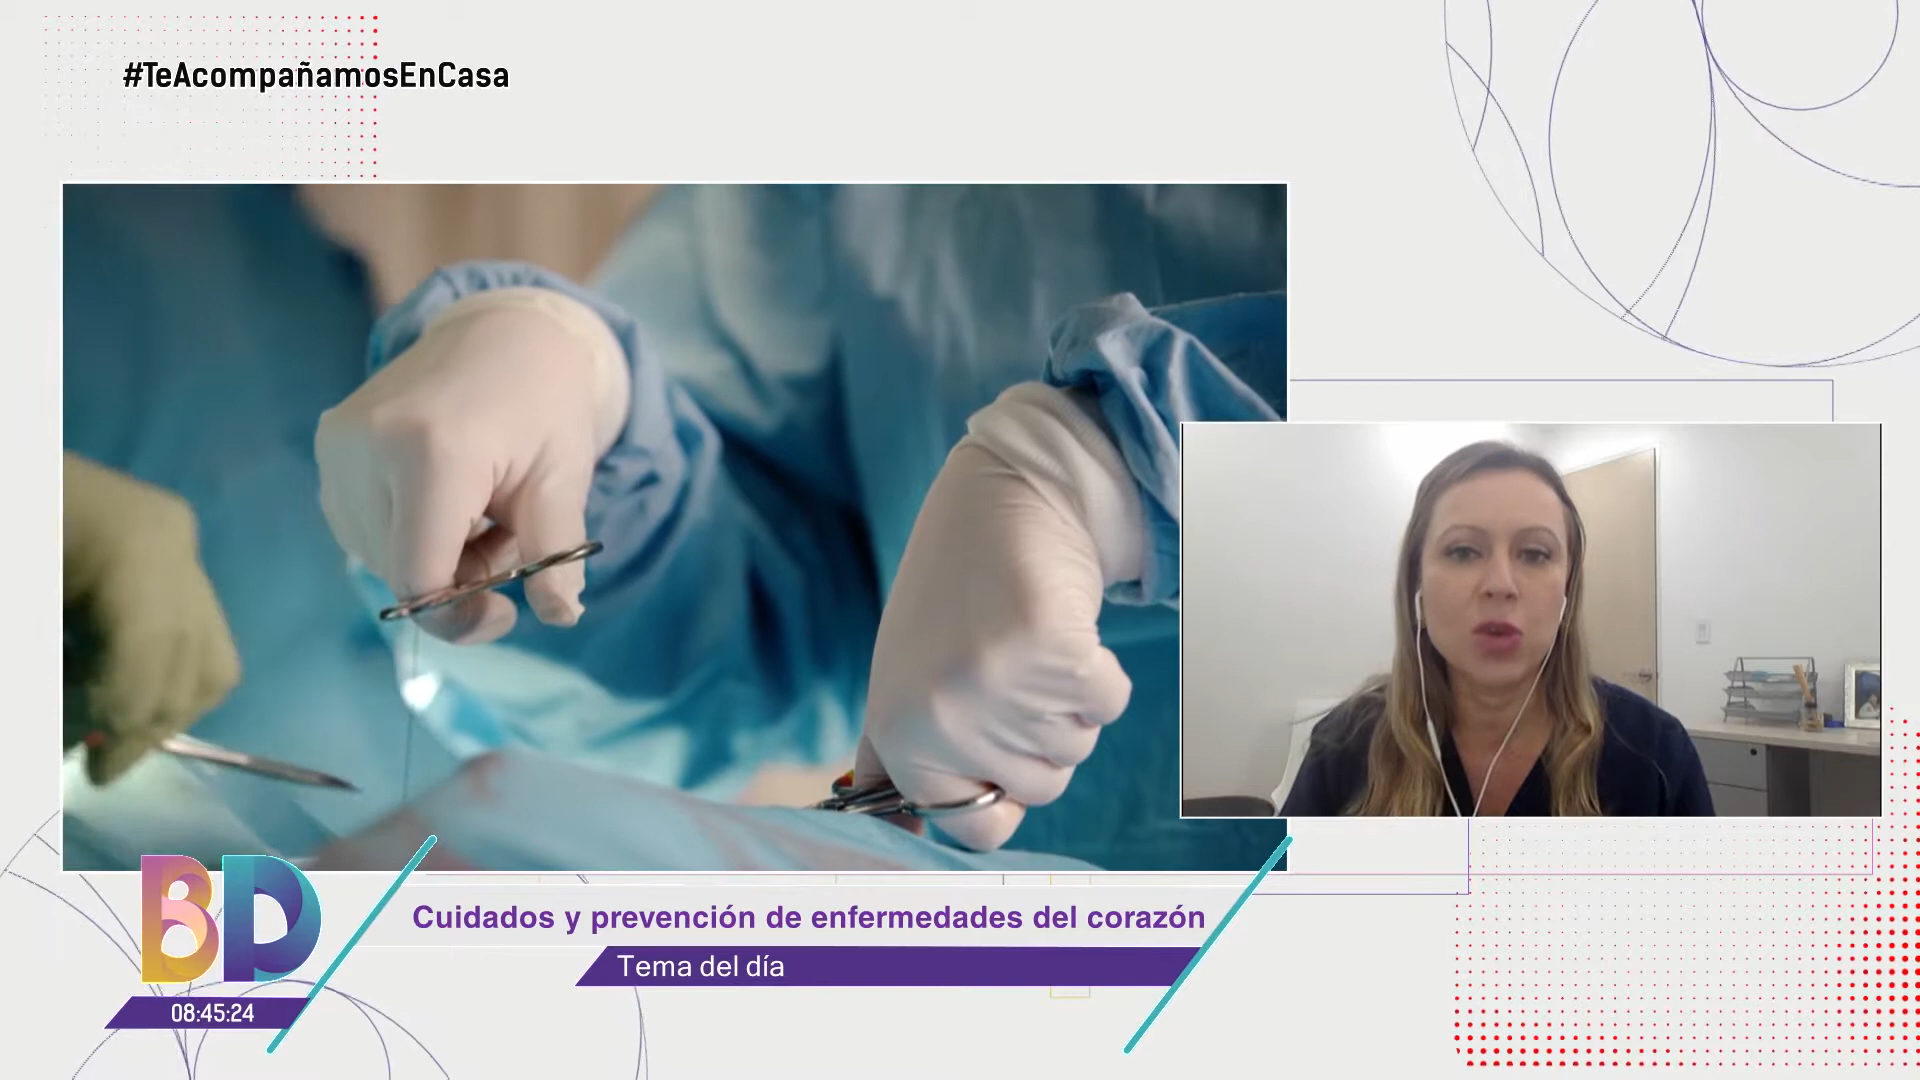 #TeAcompañamosEnCasa
BD
Cuidados y prevención de enfermedades del corazón
Tema del día
08:45:24